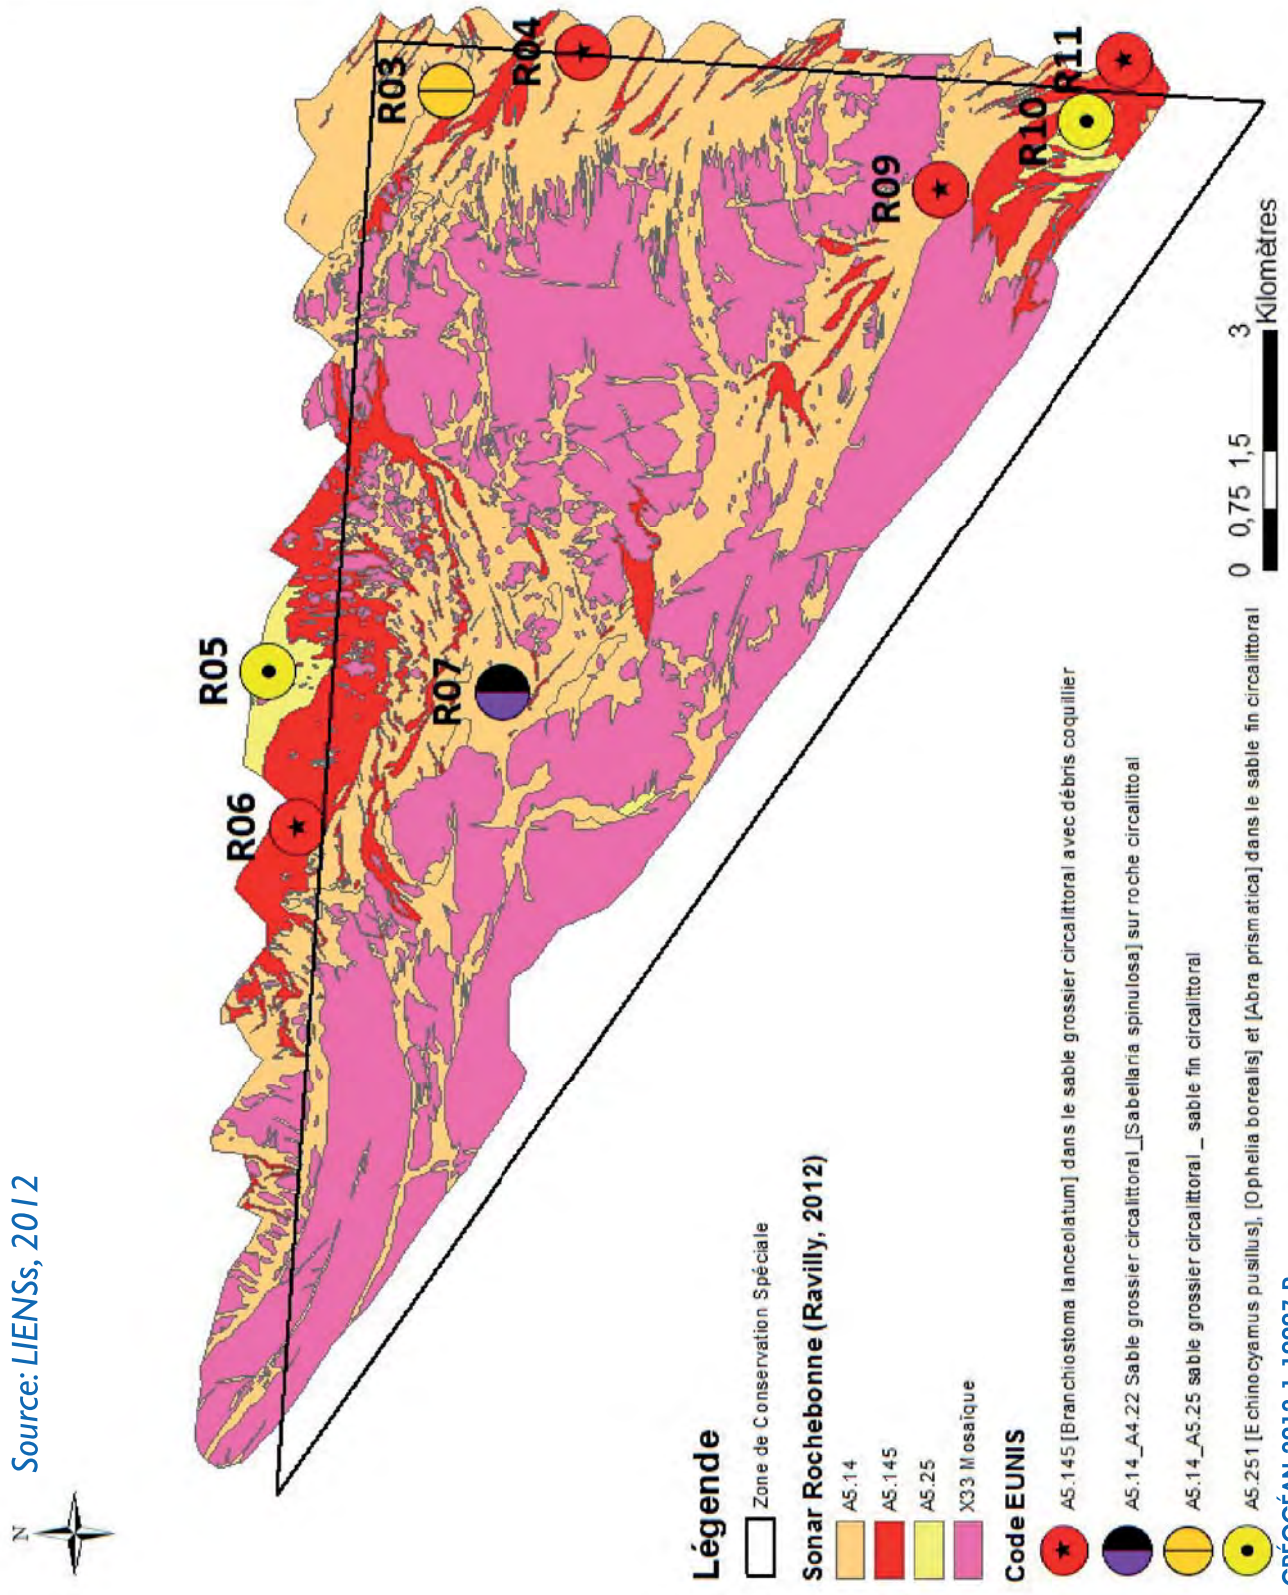 Source: LIENSs, 2012
N
R03
R04
R05
R06
R07
R09
R10
R11
0 0,75 1,5 3
Kilomètres
Légende
Zone de Conservation Spéciale
Sonar Rochebonne (Ravilly, 2012)
A5.14
A5.145
A5.25
X33 Mosaïque
Code EUNIS
A5.145 [Branchiostoma lanceolatum] dans le sable grossier circalittoral avec débris coquillier
A5.14_A4.22 Sable grossier circalittoral_[Sabellaria spinulosa] sur roche circalittoal
A5.14_A5.25 sable grossier circalittoral _ sable fin circalittoral
A5.251 [Echinocyamus pusillus], [Ophelia borealis] et [Abra prismatica] dans le sable fin circalittoral